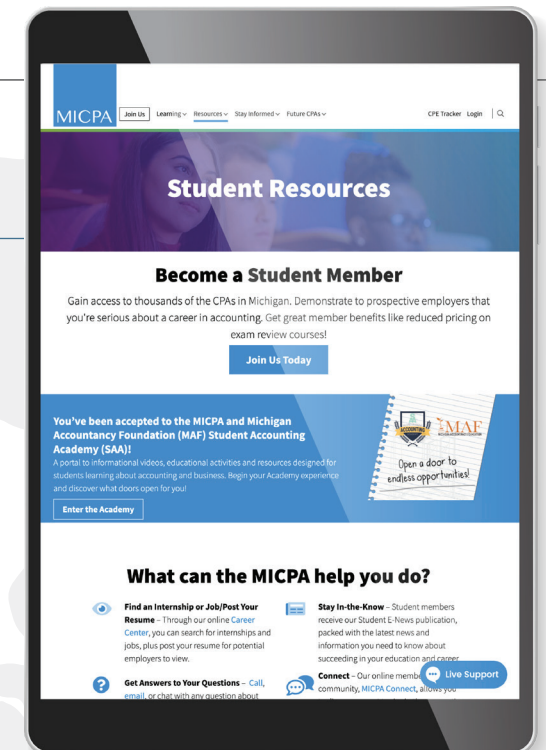 MICPA
Join Us Learning Resources Stay Informed Future CPAs CPE Tracker Login
Student Resources
Become a Student Member
Gain access to thousands of the CPAs in Michigan. Demonstrate to prospective employers that
you're serious about a career in accounting. Get great member benefits like reduced pricing on
exam review courses!
Join Us Today
You've been accepted to the MICPA and Michigan
Accountancy Foundation (MAF) Student Accounting
Academy (SAA)!
A portal to informational videos, educational activities and resources designed for
students learning about accounting and business. Begin your Academy experience
and discover what doors open for you!
Enter the Academy
ACCOUNTING
MAF
Open a door to
endless opportunities!
What can the MICPA help you do?
Find an Internship or Job/Post Your
Resume – Through our online Career
Center, you can search for internships and
jobs, plus post your resume for potential
employers to view.
Stay In-the-Know – Student members
receive our Student E-News publication,
packed with the latest news and
information you need to know about
succeeding in your education and career.
Get Answers to Your Questions – Call,
email, or chat with any question about
Connect – Our online
community, MICPA Connect, allows you
Live Support